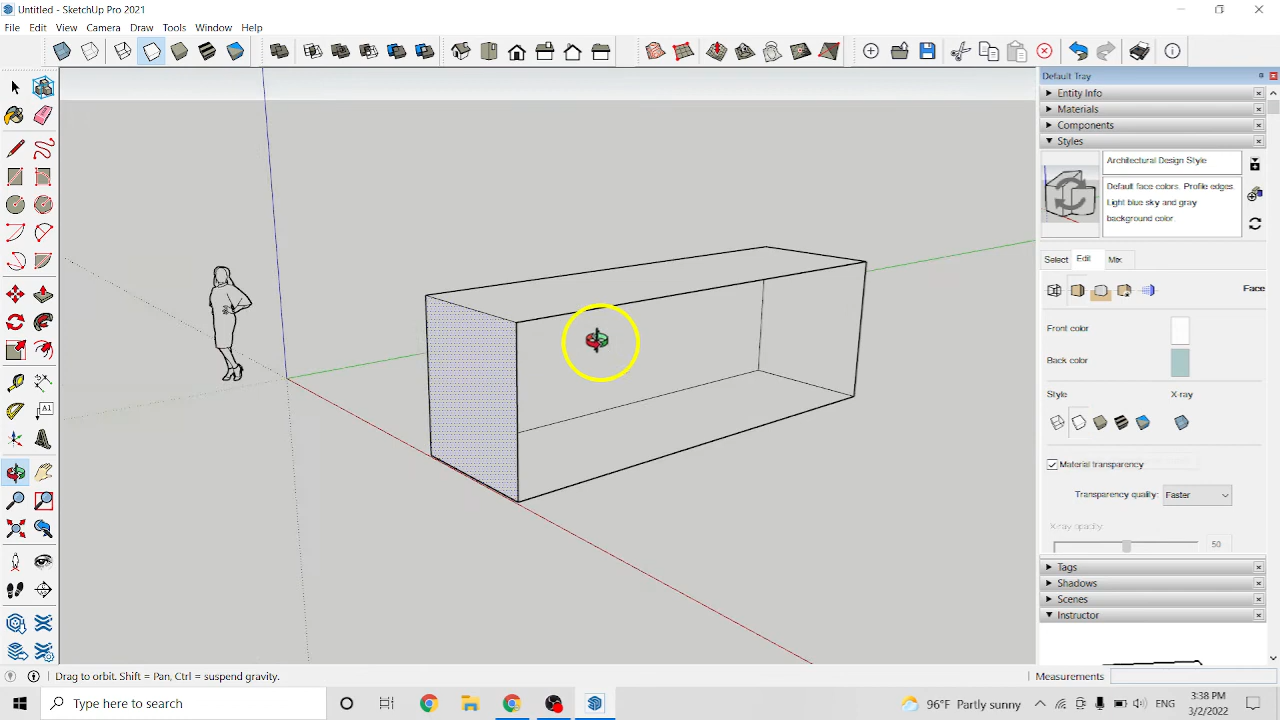 Untitled - SketchUp Pro 2021
File Edit View Camera Draw Tools Window Help
Default Tray
Entity Info
Materials
Components
Styles
Architectural Design Style
Default face colors. Profile edges.
Light blue sky and gray
background color.
Select Edit Mix
Face
Front color
Back color
Style X-ray
Material transparency
Transparency quality: Faster
X-ray opacity:
50
Tags
Shadows
Scenes
Instructor
A1
Drag to orbit. Shift = Pan, Ctrl = suspend gravity.
Measurements
Type here to search
96°F Partly sunny
ENG
3:38 PM
3/2/2022